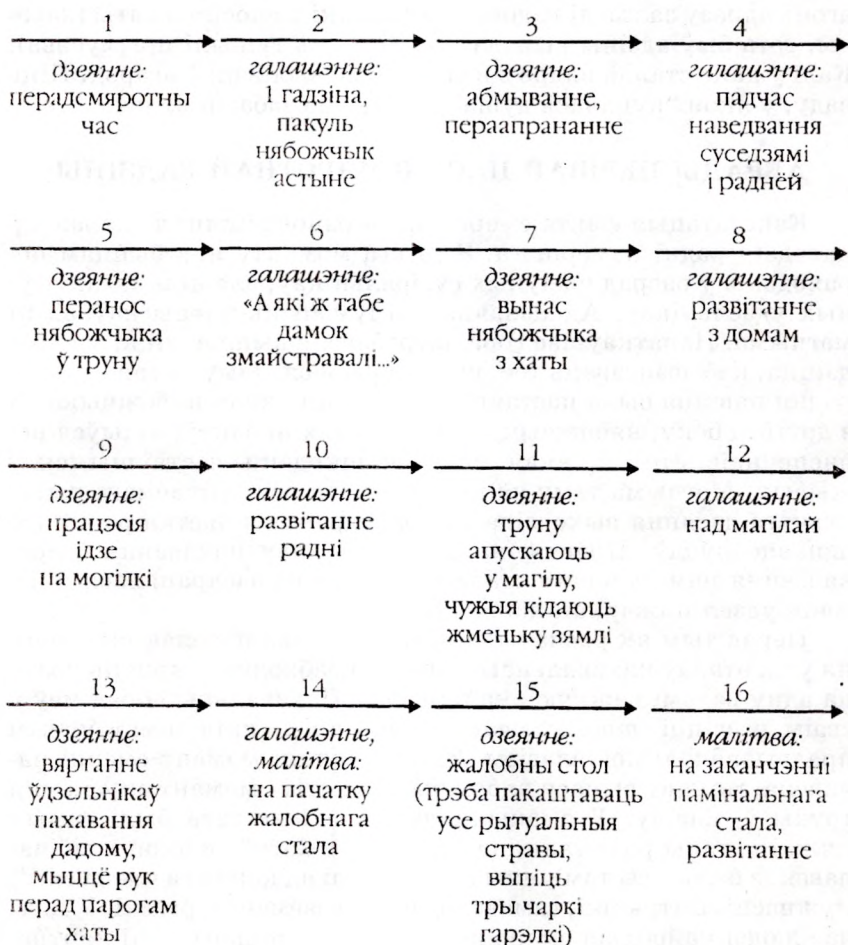 1 2 3 4
дзеянне: галашэнне: дзеянне: галашэнне:
перадсмяротны 1 гадзіна, абмыванне, падчас
час пакуль пераапрананне наведвання
нябожчык суседзямі
астыне і раднёй
5 6 7 8
дзеянне: галашэнне: дзеянне: галашэнне:
перанос «А які ж табе вынас развітанне
нябожчыка дамок нябожчыка з домам
ў труну змайстравалі...» з хаты
9 10 11 12
дзеянне: галашэнне: дзеянне: галашэнне:
працэсія развітанне труну над магілай
ідзе радні апускаюць
на могілкі у магілу,
чужыя кідаюць
жменьку зямлі
13 14 15 16
дзеянне: галашэнне, дзеянне: малітва:
вяртанне малітва: жалобны стол на заканчэнні
ўдзельнікаў на пачатку (трэба пакаштаваць памінальнага
пахавання жалобнага усе рытуальныя стала,
дадому, стала стравы, развітанне
мыццё рук выпіць
перад парогам тры чаркі
хаты гарэлкі)